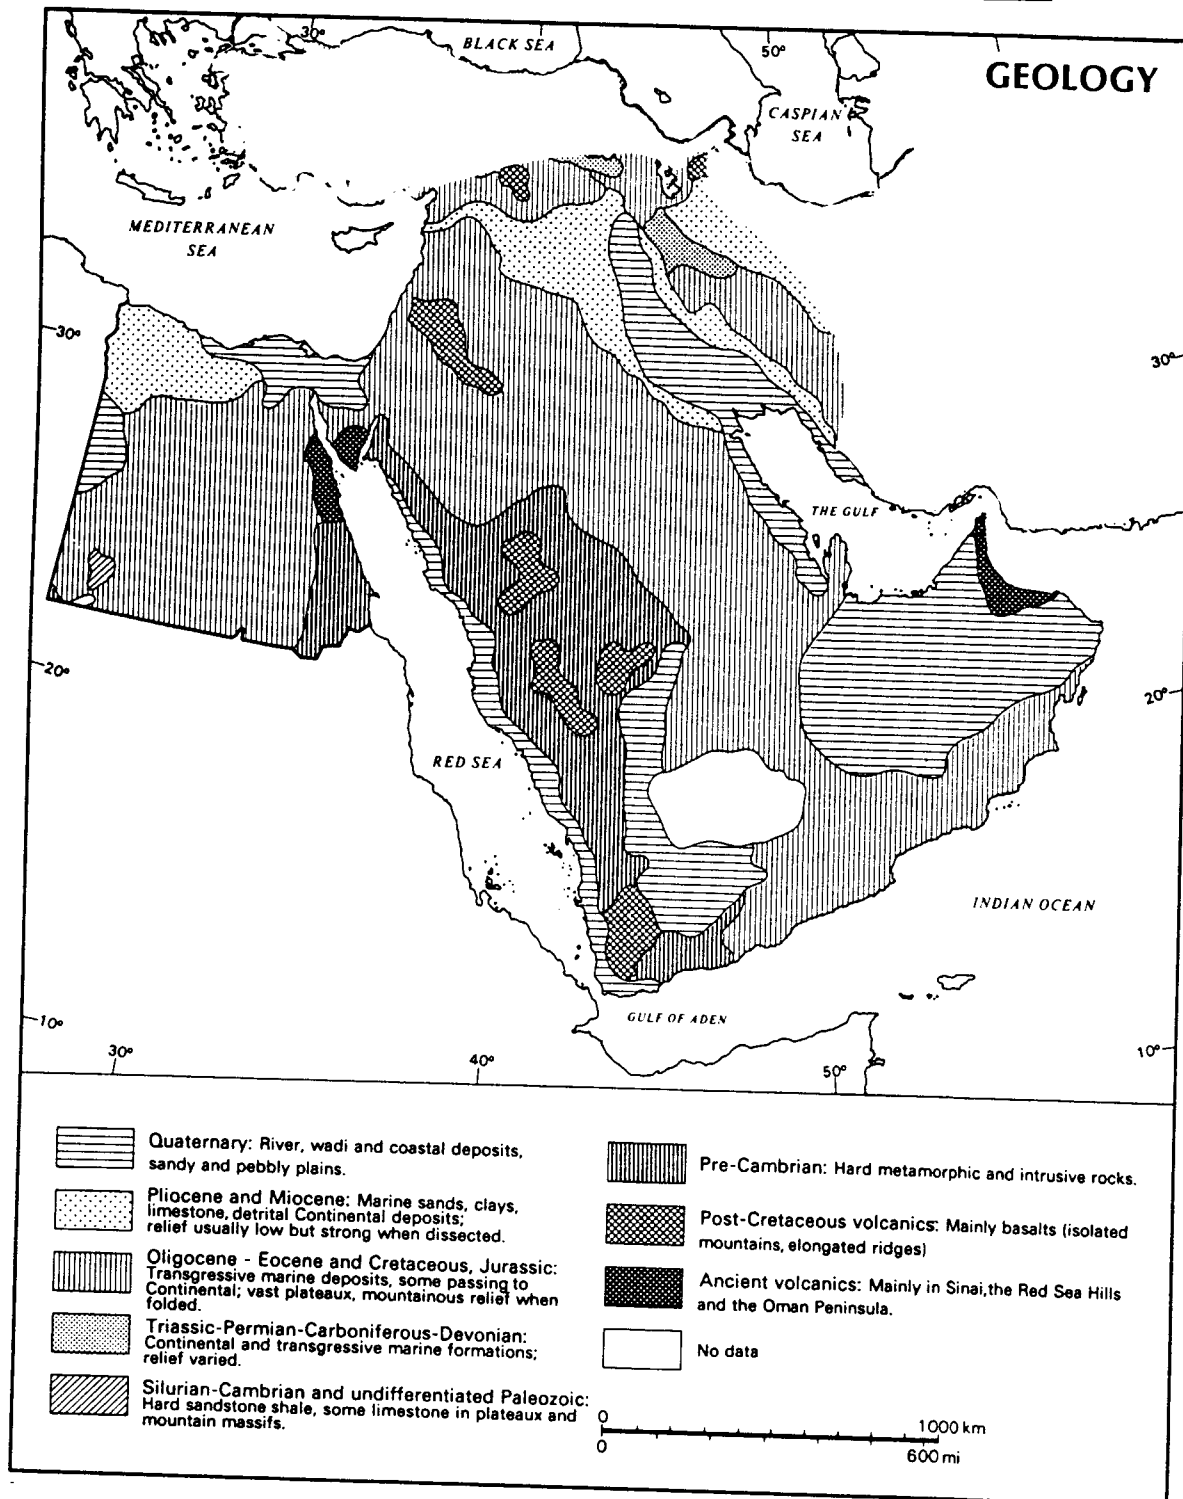 GEOLOGY
30°
BLACK SEA
50°
CASPIAN
SEA
MEDITERRANEAN
SEA
30°
30°
THE GULF
20°
20°
RED SEA
INDIAN OCEAN
GULF OF ADEN
10°
10°
30°
40°
50°
Quaternary: River, wadi and coastal deposits,
sandy and pebbly plains.
Pliocene and Miocene: Marine sands, clays,
limestone, detrital Continental deposits;
relief usually low but strong when dissected.
Oligocene - Eocene and Cretaceous, Jurassic:
Transgressive marine deposits, some passing to
Continental; vast plateaux, mountainous relief when
folded.
Triassic-Permian-Carboniferous-Devonian:
Continental and transgressive marine formations;
relief varied.
Silurian-Cambrian and undifferentiated Paleozoic:
Hard sandstone shale, some limestone in plateaux and
mountain massifs.
Pre-Cambrian: Hard metamorphic and intrusive rocks.
Post-Cretaceous volcanics: Mainly basalts (isolated
mountains, elongated ridges)
Ancient volcanics: Mainly in Sinai, the Red Sea Hills
and the Oman Peninsula.
No data
0 1000 km
0 600 mi